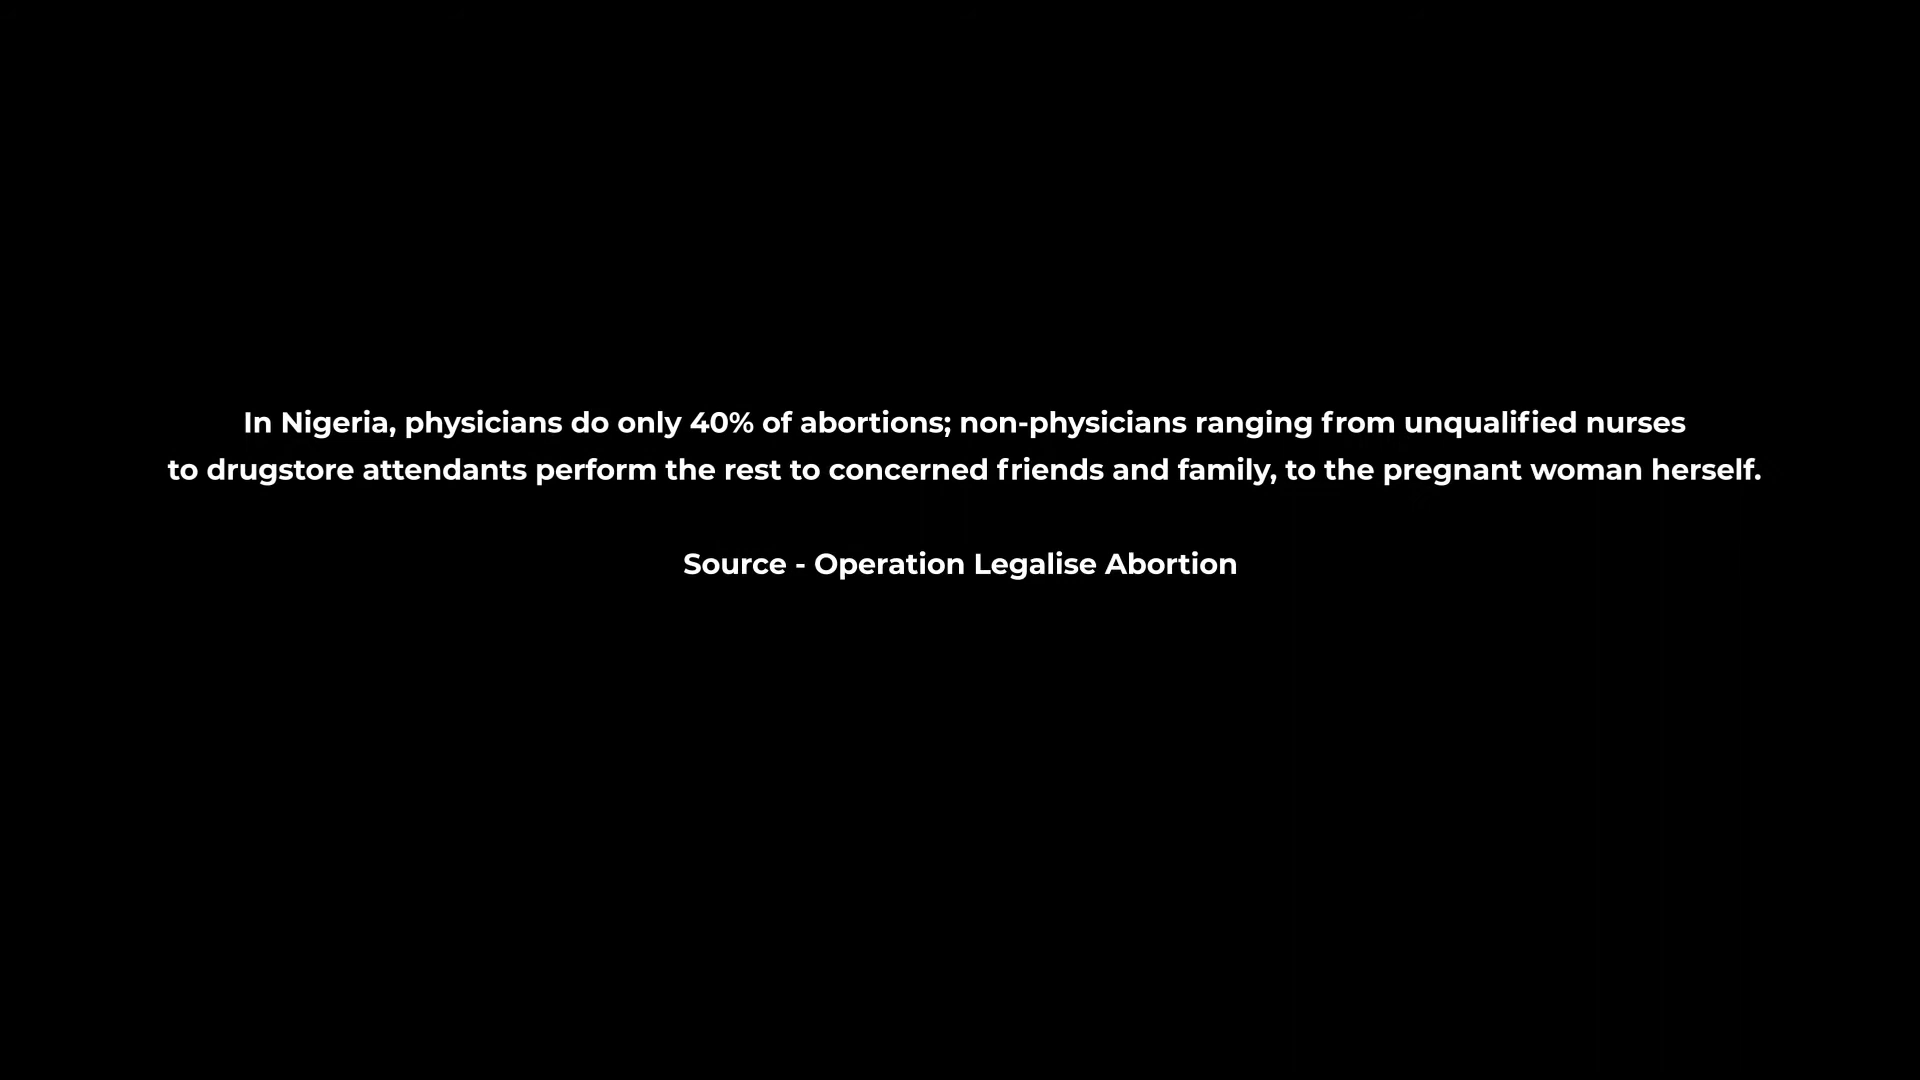 In Nigeria, physicians do only 40% of abortions; non-physicians ranging from unqualified nurses
to drugstore attendants perform the rest to concerned friends and family, to the pregnant woman herself.
Source - Operation Legalise Abortion